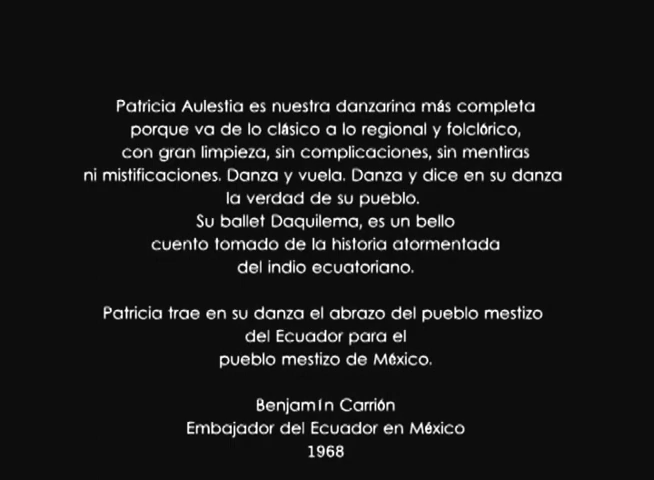 Patricia Aulestia es nuestra danzarina más completa
porque va de lo clásico a lo regional y folclórico,
con gran limpieza, sin complicaciones, sin mentiras
ni mistificaciones. Danza y vuela. Danza y dice en su danza
la verdad de su pueblo.
Su ballet Daquilema, es un bello
cuento tomado de la historia atormentada
del indio ecuatoriano.
Patricia trae en su danza el abrazo del pueblo mestizo
del Ecuador para el
pueblo mestizo de México.
Benjamín Carrión
Embajador del Ecuador en México
1968